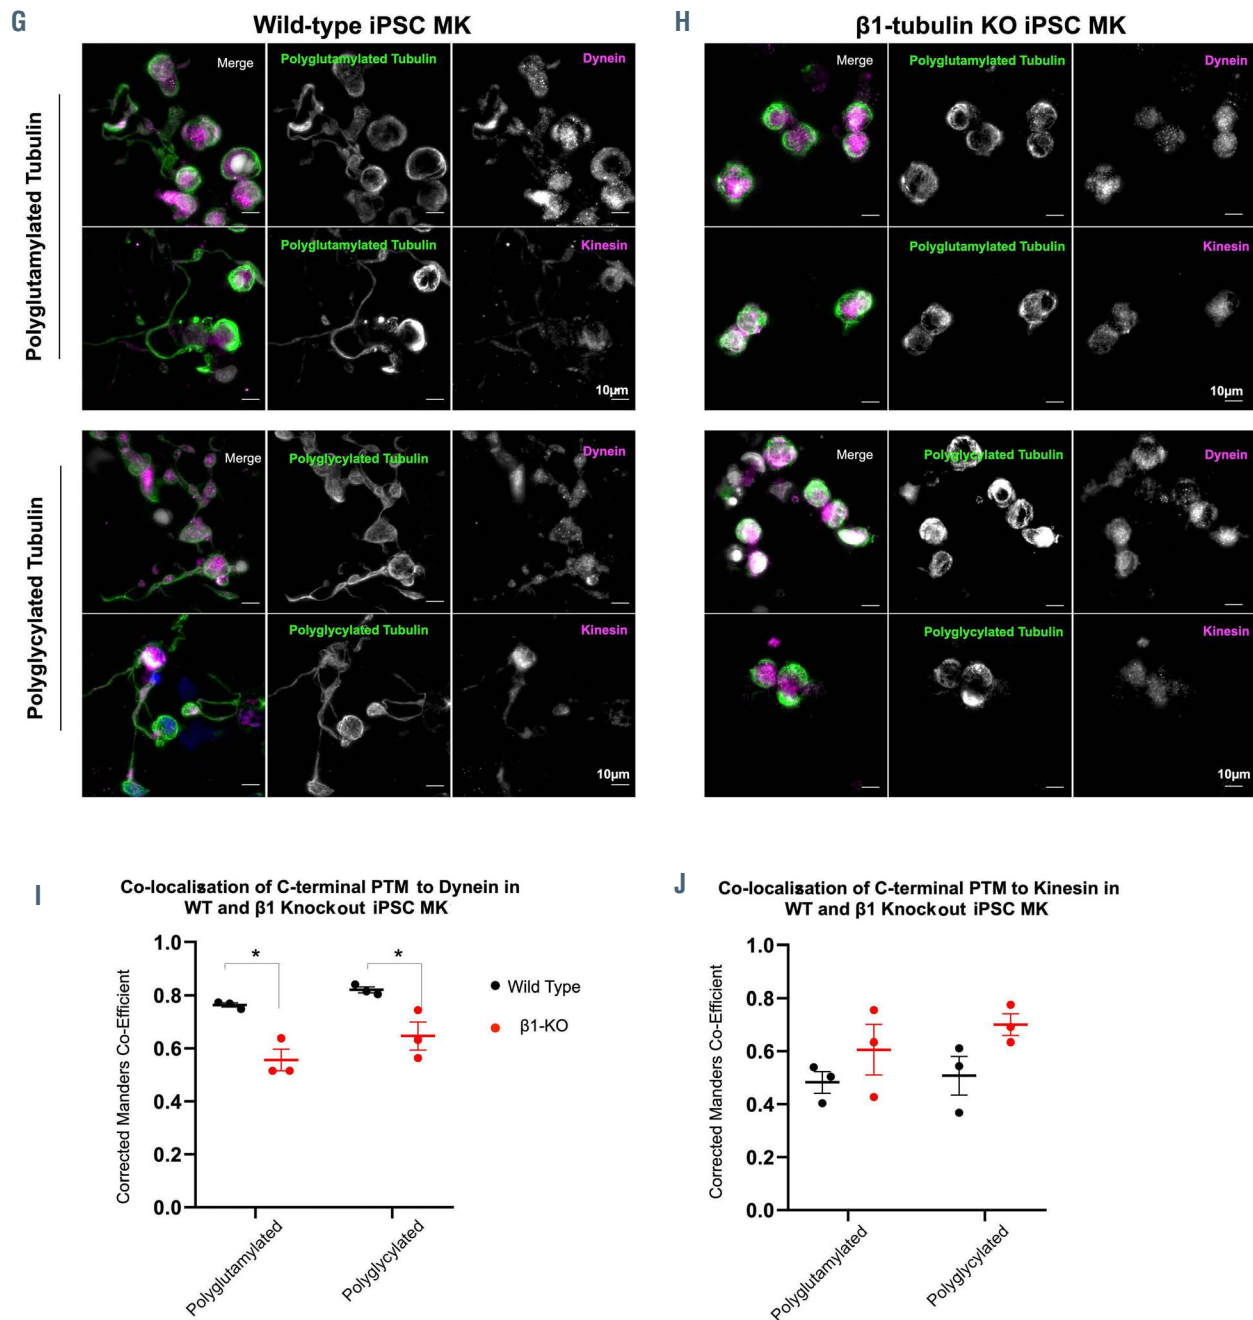 G
Wild-type iPSC MK
Polyglutamylated Tubulin
Merge
Polyglutamylated Tubulin
Dynein
Polyglutamylated Tubulin
Kinesin
10µm
Polyglycylated Tubulin
Merge
Polyglycylated Tubulin
Dynein
Polyglycylated Tubulin
Kinesin
10µm
H
β1-tubulin KO iPSC MK
Merge
Polyglutamylated Tubulin
Dynein
Polyglutamylated Tubulin
Kinesin
10µm
Merge
Polyglycylated Tubulin
Dynein
Polyglycylated Tubulin
Kinesin
10µm
I
Co-localisation of C-terminal PTM to Dynein in
WT and β1 Knockout iPSC MK
Corrected Manders Co-Efficient
1.0
0.8
0.6
0.4
0.2
0.0
*
*
Polyglutamylated
Polyglycylated
Wild Type
β1-KO
J
Co-localisation of C-terminal PTM to Kinesin in
WT and β1 Knockout iPSC MK
Corrected Manders Co-Efficient
1.0
0.8
0.6
0.4
0.2
0.0
Polyglutamylated
Polyglycylated